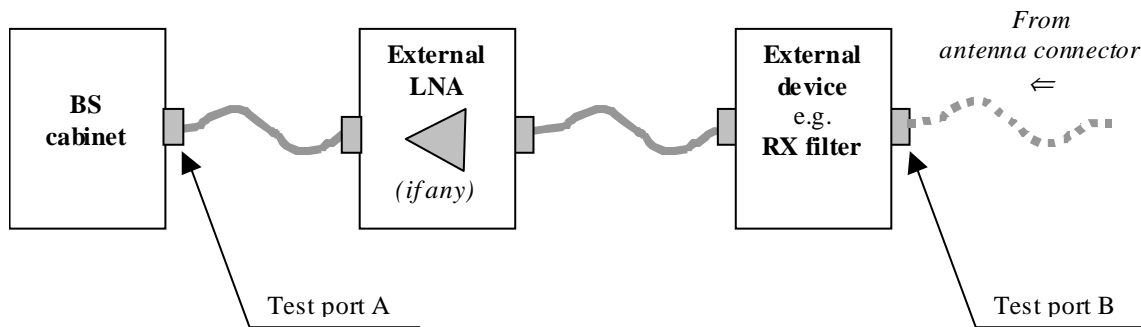 BS
cabinet
External
LNA
(if any)
External
device
e.g.
RX filter
From
antenna connector
⇐
Test port A
Test port B